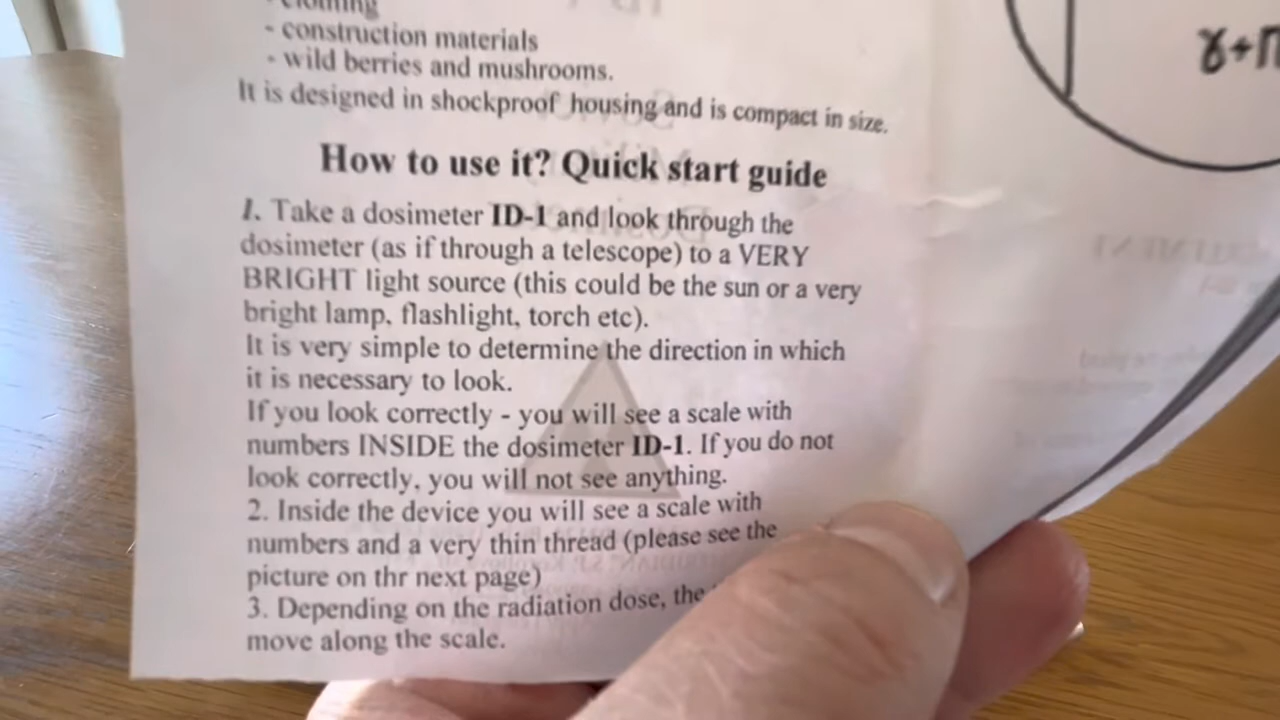 - clothing
- construction materials
- wild berries and mushrooms.
It is designed in shockproof housing and is compact in size.
How to use it? Quick start guide
1. Take a dosimeter ID-1 and look through the
dosimeter (as if through a telescope) to a VERY
BRIGHT light source (this could be the sun or a very
bright lamp, flashlight, torch etc).
It is very simple to determine the direction in which
it is necessary to look.
If you look correctly - you will see a scale with
numbers INSIDE the dosimeter ID-1. If you do not
look correctly, you will not see anything.
2. Inside the device you will see a scale with
numbers and a very thin thread (please see the
picture on thr next page)
3. Depending on the radiation dose, the
move along the scale.